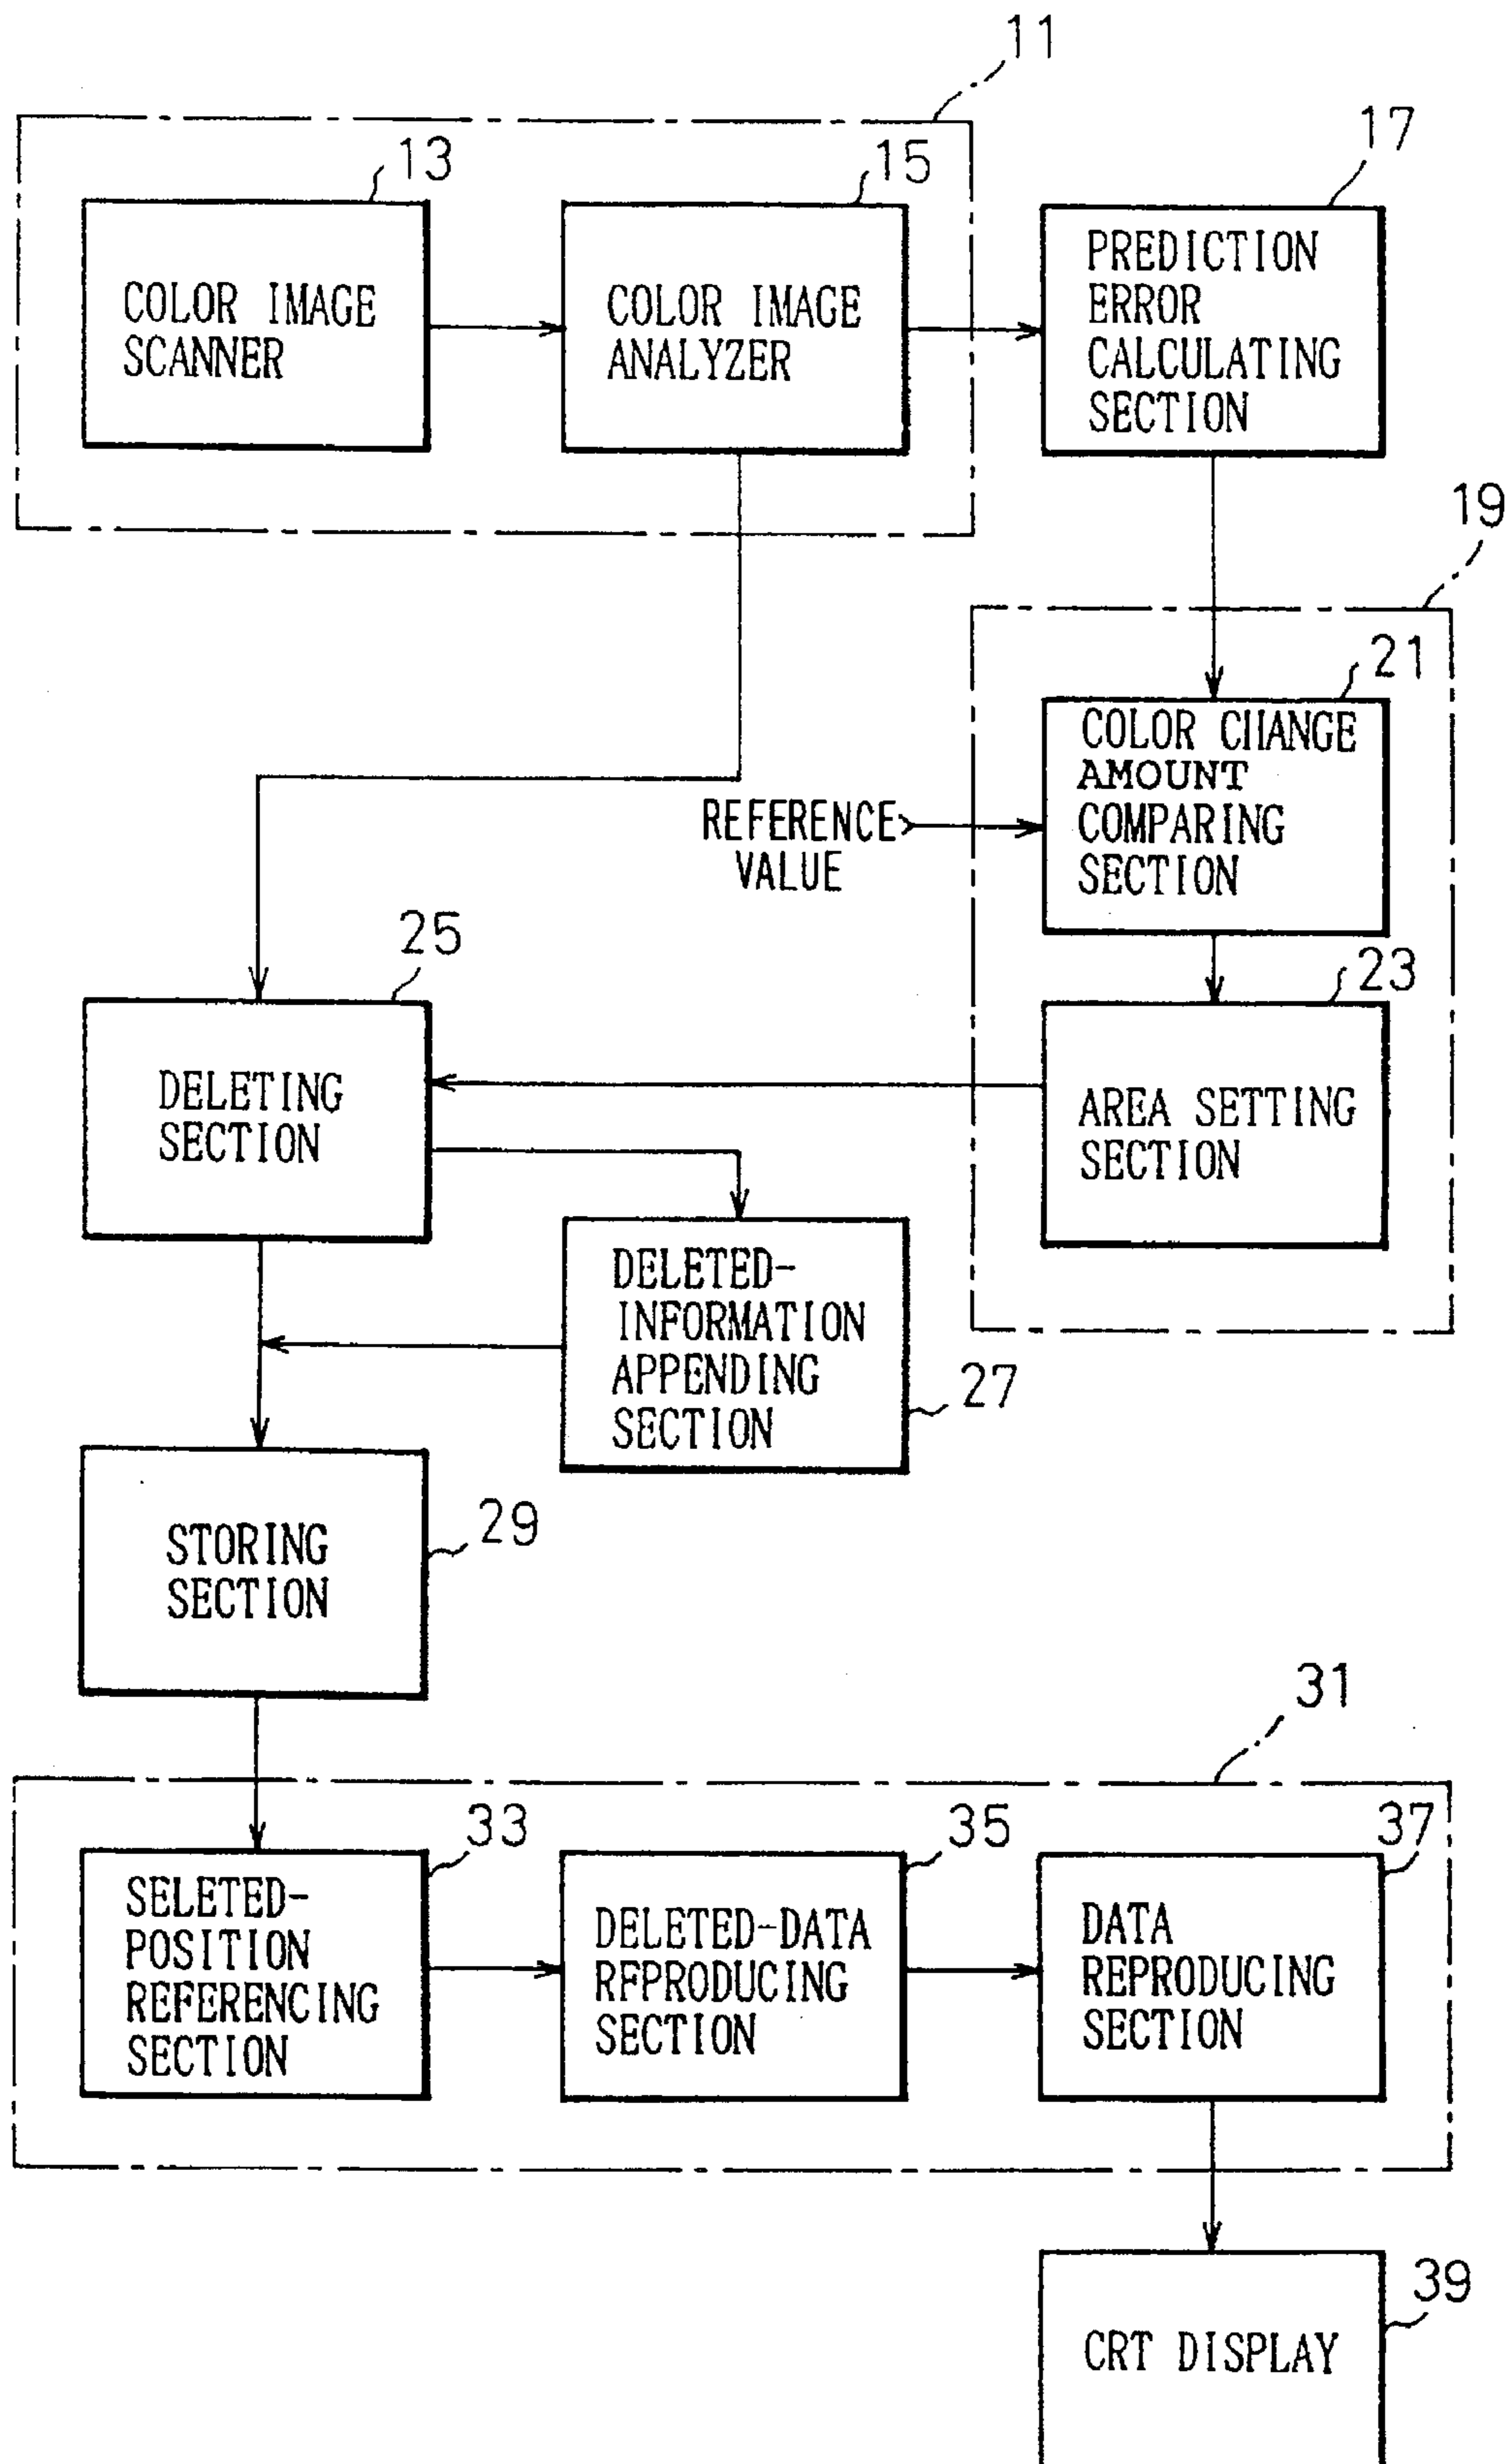 11
13
15
17
COLOR IMAGE
SCANNER
COLOR IMAGE
ANALYZER
PREDICTION
ERROR
CALCULATING
SECTION
19
21
COLOR CHANGE
AMOUNT
COMPARING
SECTION
REFERENCE
VALUE
25
23
DELETING
SECTION
AREA SETTING
SECTION
DELETED-
INFORMATION
APPENDING
SECTION
27
29
STORING
SECTION
31
33
35
37
SELETED-
POSITION
REFERENCING
SECTION
DELETED-DATA
REPRODUCING
SECTION
DATA
REPRODUCING
SECTION
39
CRT DISPLAY